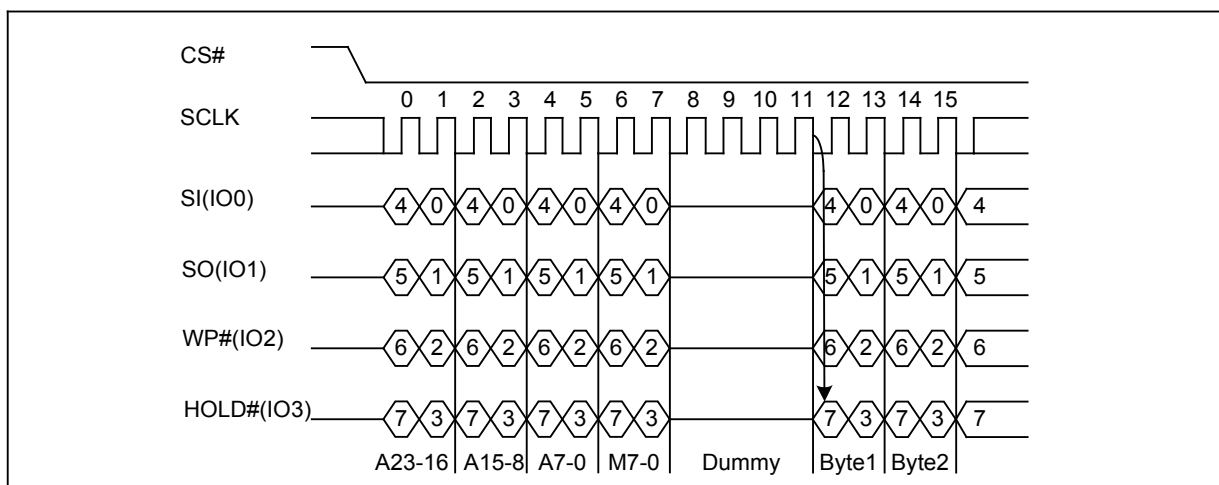 CS#
0 1 2 3 4 5 6 7 8 9 10 11 12 13 14 15
SCLK
SI(IO0) 4 0 4 0 4 0 4 0 4 0 4 0 4
SO(IO1) 5 1 5 1 5 1 5 1 5 1 5 1 5
WP#(IO2) 6 2 6 2 6 2 6 2 6 2 6 2 6
HOLD#(IO3) 7 3 7 3 7 3 7 3 7 3 7 3 7
A23-16 A15-8 A7-0 M7-0 Dummy Byte1 Byte2